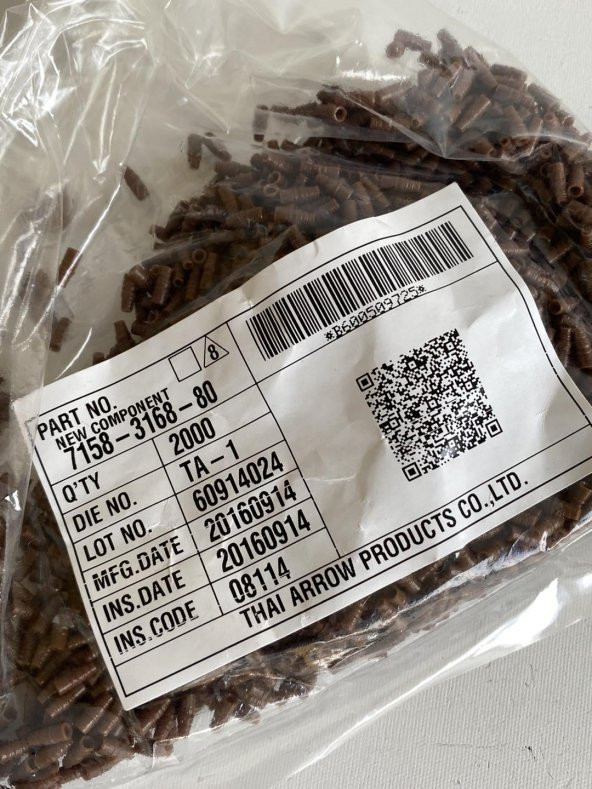 PART NO.
8
NEW COMPONENT
7158-3168-80
*B600509725*
Q'TY 2000
DIE NO. TA-1
LOT NO. 60914024
MFG.DATE 20160914
INS.DATE 20160914
INS.CODE 08114
THAI ARROW PRODUCTS CO.,LTD.